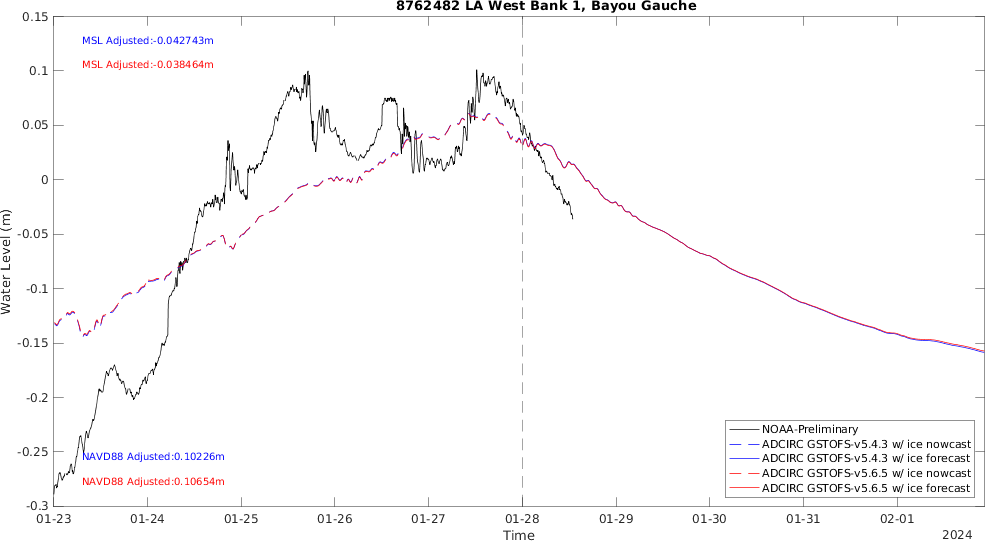 8762482 LA West Bank 1, Bayou Gauche
MSL Adjusted:-0.042743m
MSL Adjusted:-0.038464m
NAVD88 Adjusted:0.10226m
NAVD88 Adjusted:0.10654m
Water Level (m)
0.15
0.1
0.05
0
-0.05
-0.1
-0.15
-0.2
-0.25
-0.3
NOAA-Preliminary
ADCIRC GSTOFS-v5.4.3 w/ ice nowcast
ADCIRC GSTOFS-v5.4.3 w/ ice forecast
ADCIRC GSTOFS-v5.6.5 w/ ice nowcast
ADCIRC GSTOFS-v5.6.5 w/ ice forecast
01-23 01-24 01-25 01-26 01-27 01-28 01-29 01-30 01-31 02-01
Time
2024